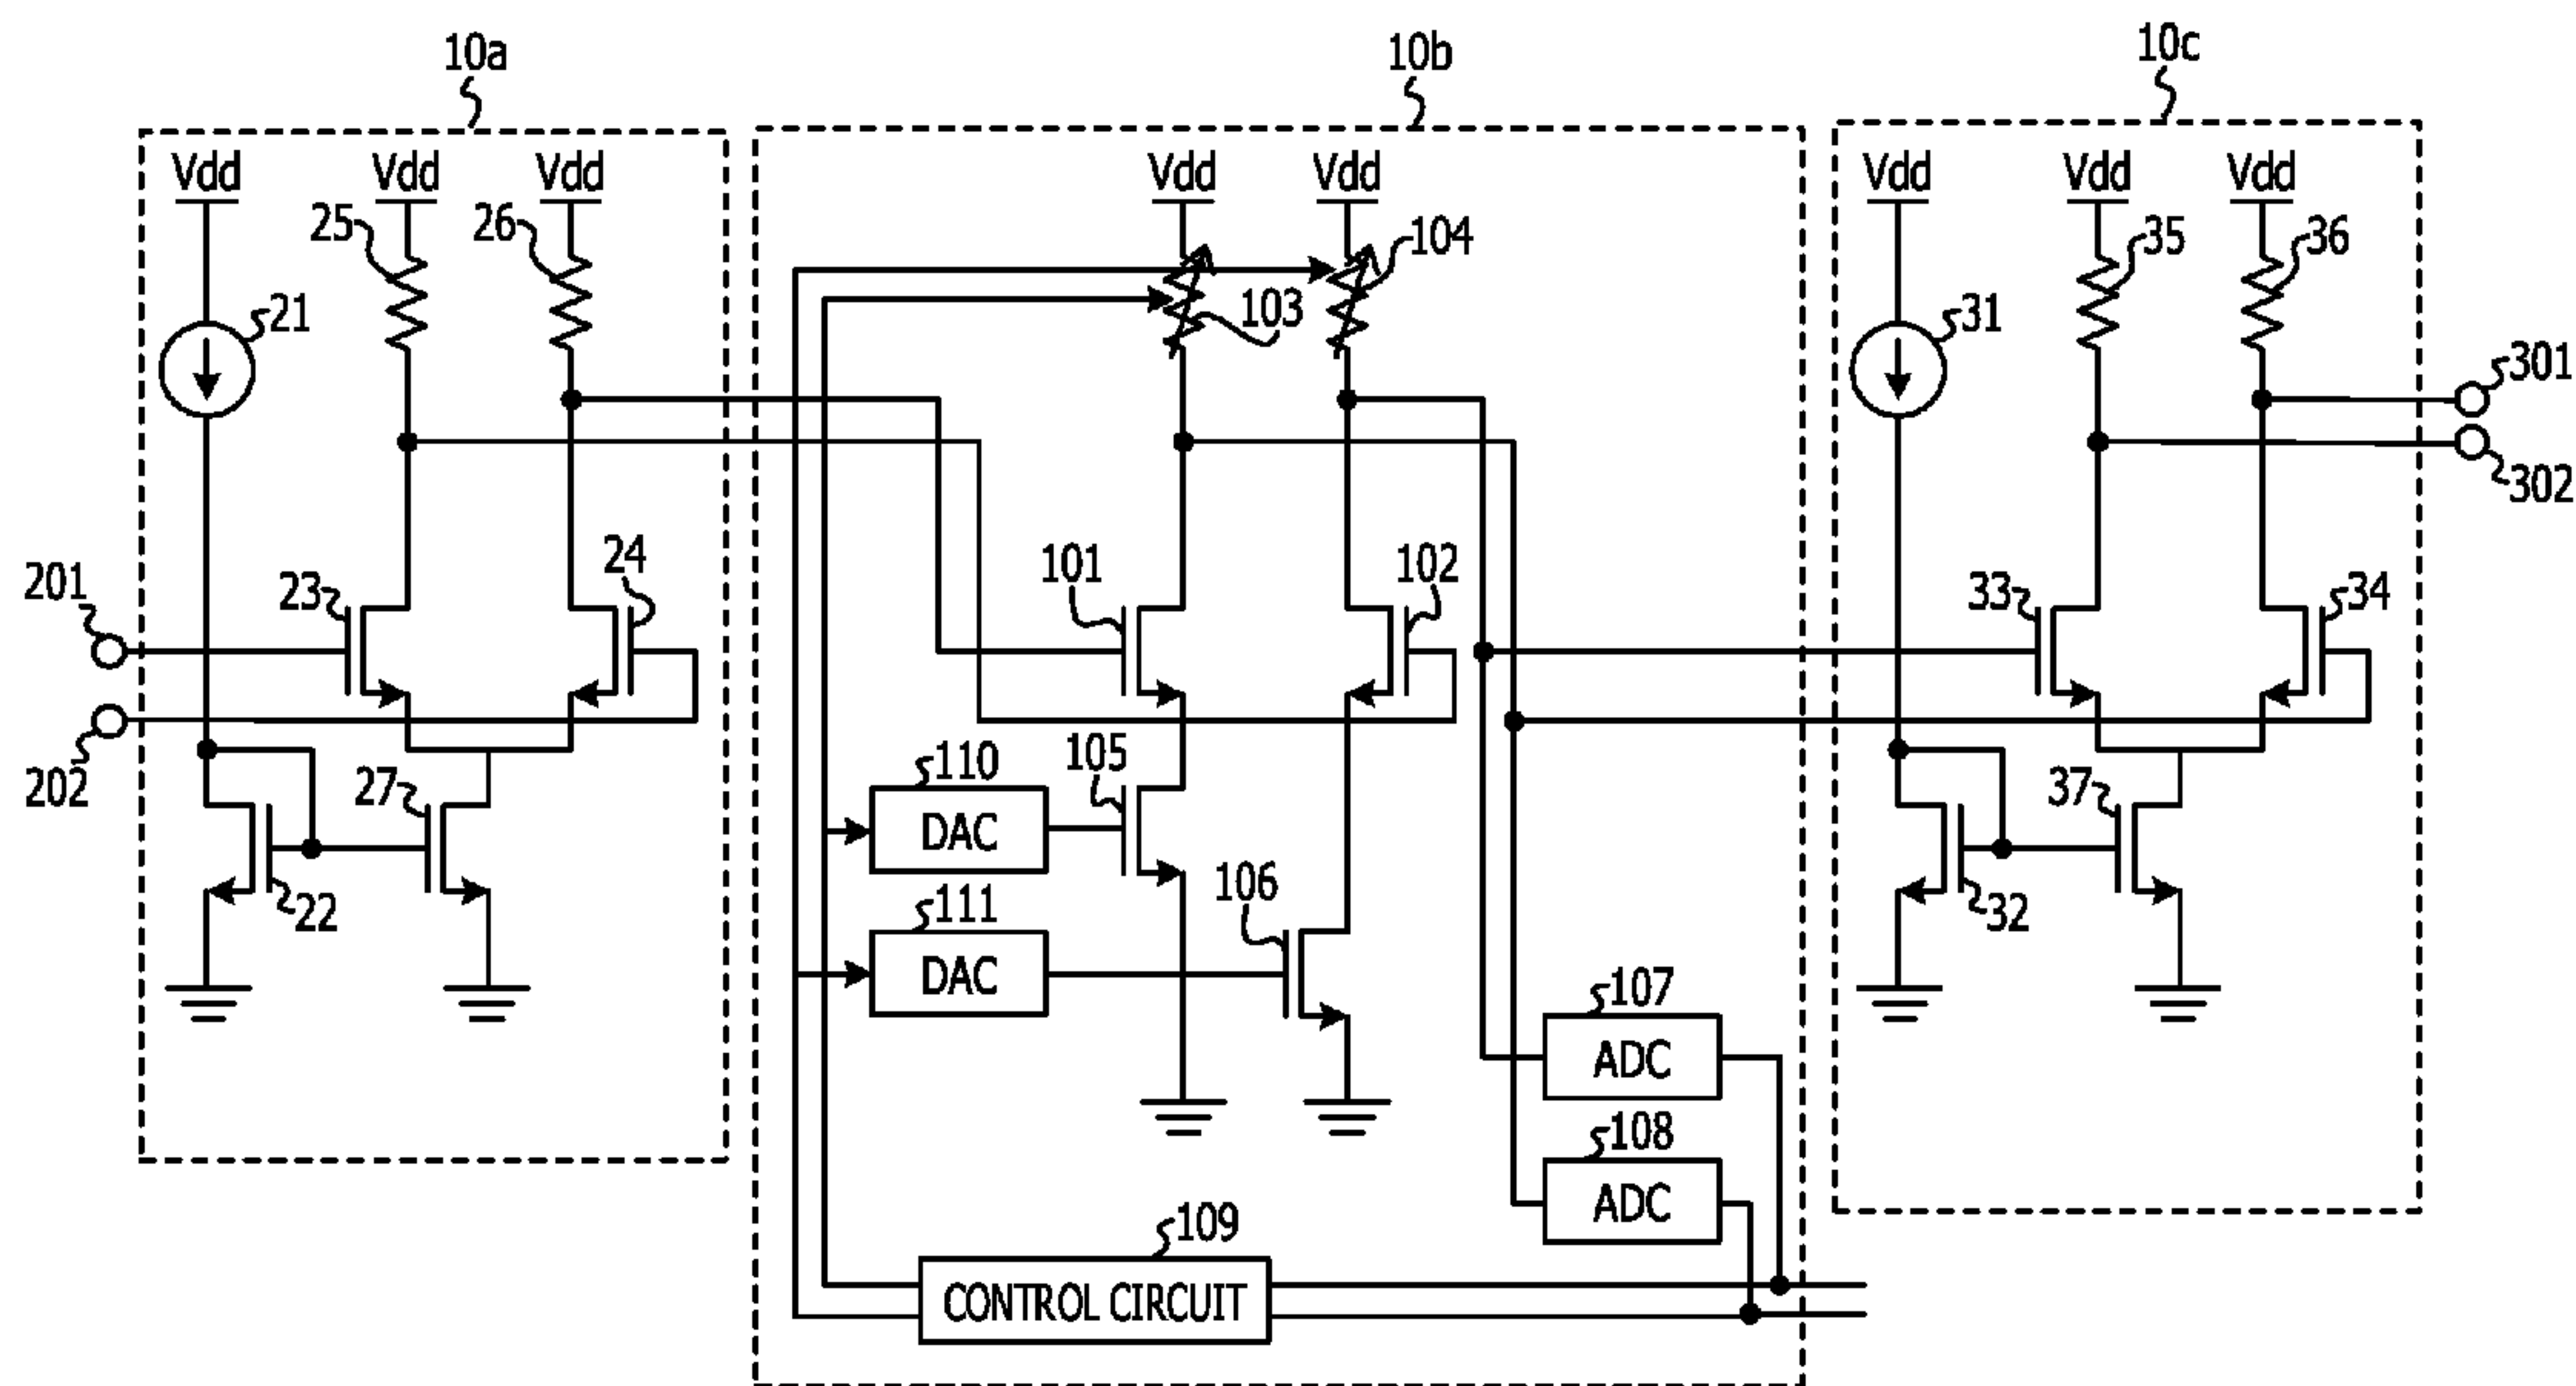 10a
10b
10c
Vdd
Vdd
Vdd
Vdd
Vdd
Vdd
Vdd
Vdd
25
26
104
35
36
21
103
31
301
302
201
23
24
101
102
33
34
202
27
110
DAC
105
37
22
111
DAC
106
32
107
ADC
108
ADC
109
CONTROL CIRCUIT